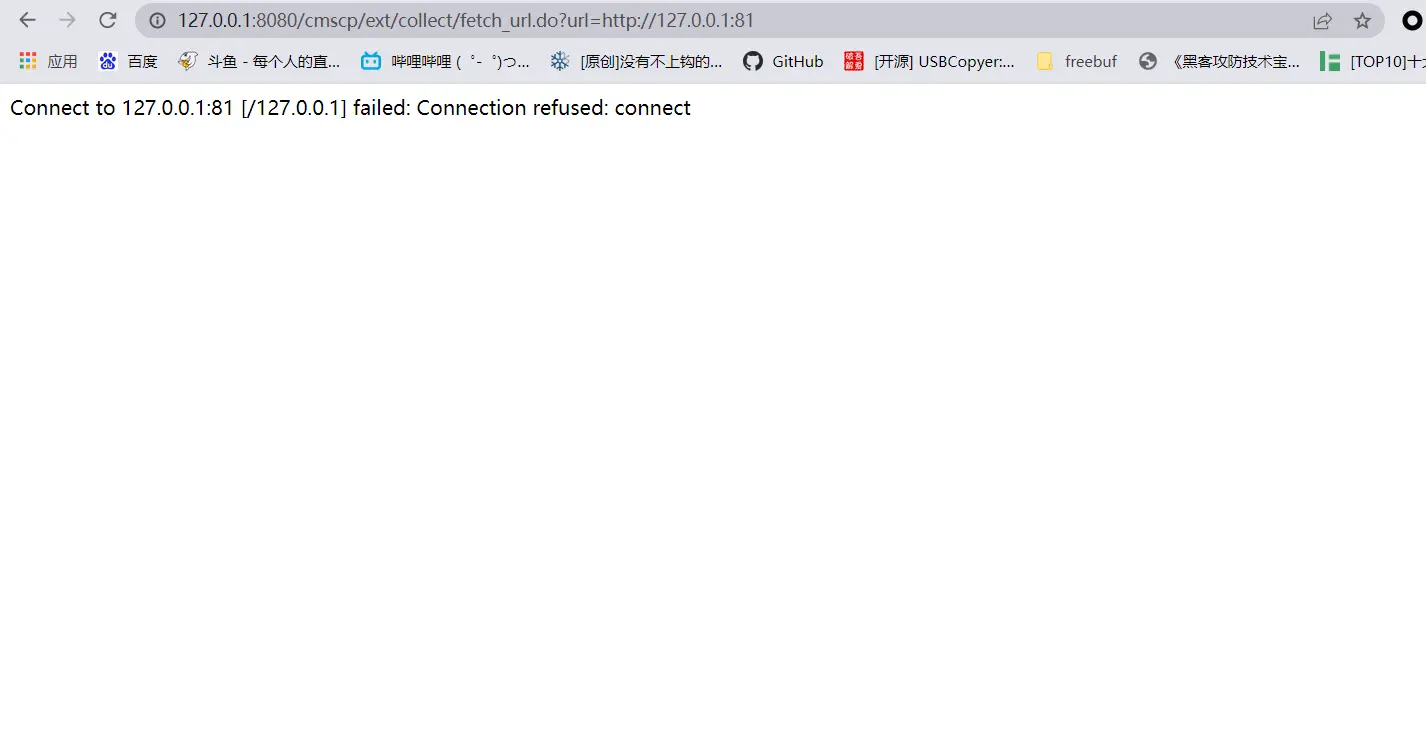 127.0.0.1:8080/cmscp/ext/collect/fetch_url.do?url=http://127.0.0.1:81
应用 百度 斗鱼 - 每个人的直... 哔哩哔哩 ( ゜- ゜)つ... [原创]没有不上钩的... GitHub [开源] USBCopyer:... freebuf 《黑客攻防技术宝... [TOP10]十
Connect to 127.0.0.1:81 [/127.0.0.1] failed: Connection refused: connect